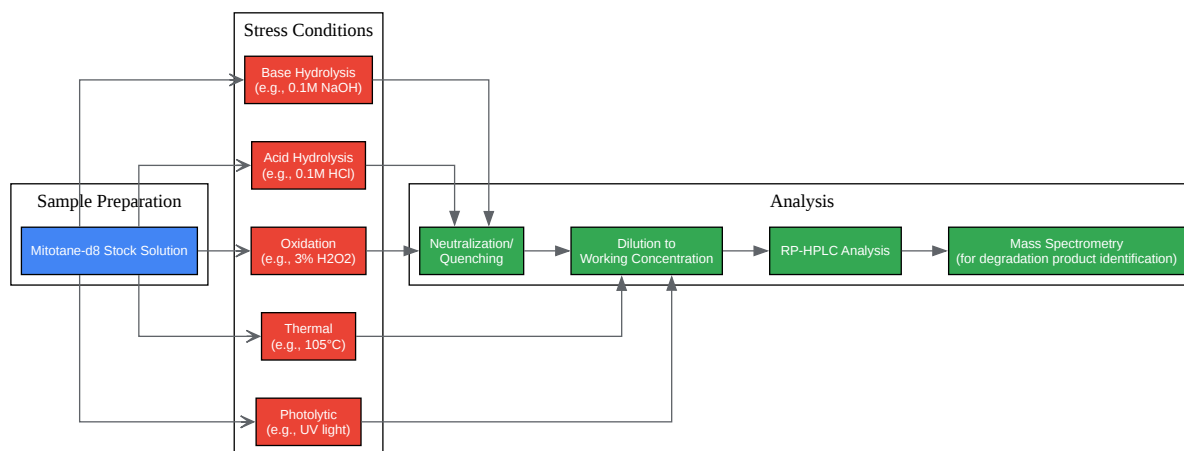 Stress Conditions
Base Hydrolysis
(e.g., 0.1M NaOH)
Acid Hydrolysis
(e.g., 0.1M HCl)
Sample Preparation
Analysis
Mitotane-d8 Stock Solution
Oxidation
(e.g., 3% H2O2)
Neutralization/
Quenching
Dilution to
Working Concentration
RP-HPLC Analysis
Mass Spectrometry
(for degradation product identification)
Thermal
(e.g., 105°C)
Photolytic
(e.g., UV light)